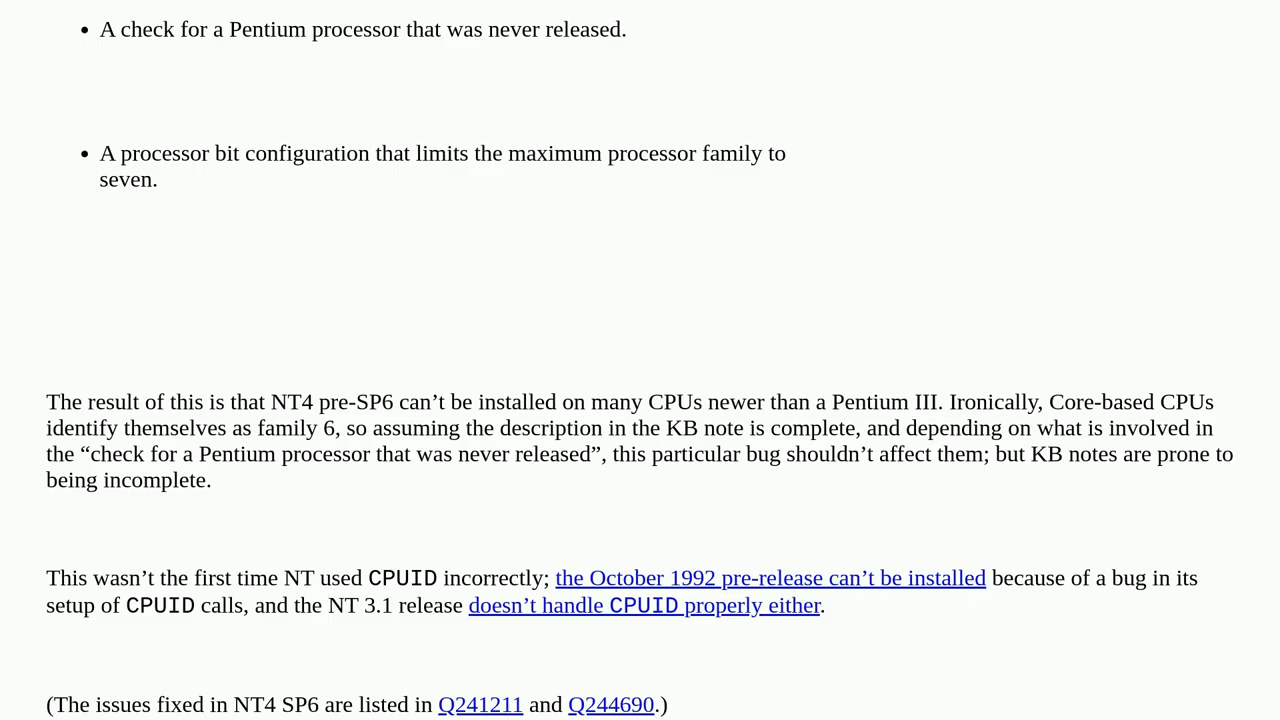 • A check for a Pentium processor that was never released.
• A processor bit configuration that limits the maximum processor family to
seven.
The result of this is that NT4 pre-SP6 can’t be installed on many CPUs newer than a Pentium III. Ironically, Core-based CPUs
identify themselves as family 6, so assuming the description in the KB note is complete, and depending on what is involved in
the “check for a Pentium processor that was never released”, this particular bug shouldn’t affect them; but KB notes are prone to
being incomplete.
This wasn’t the first time NT used CPUID incorrectly; the October 1992 pre-release can’t be installed because of a bug in its
setup of CPUID calls, and the NT 3.1 release doesn’t handle CPUID properly either.
(The issues fixed in NT4 SP6 are listed in Q241211 and Q244690.)